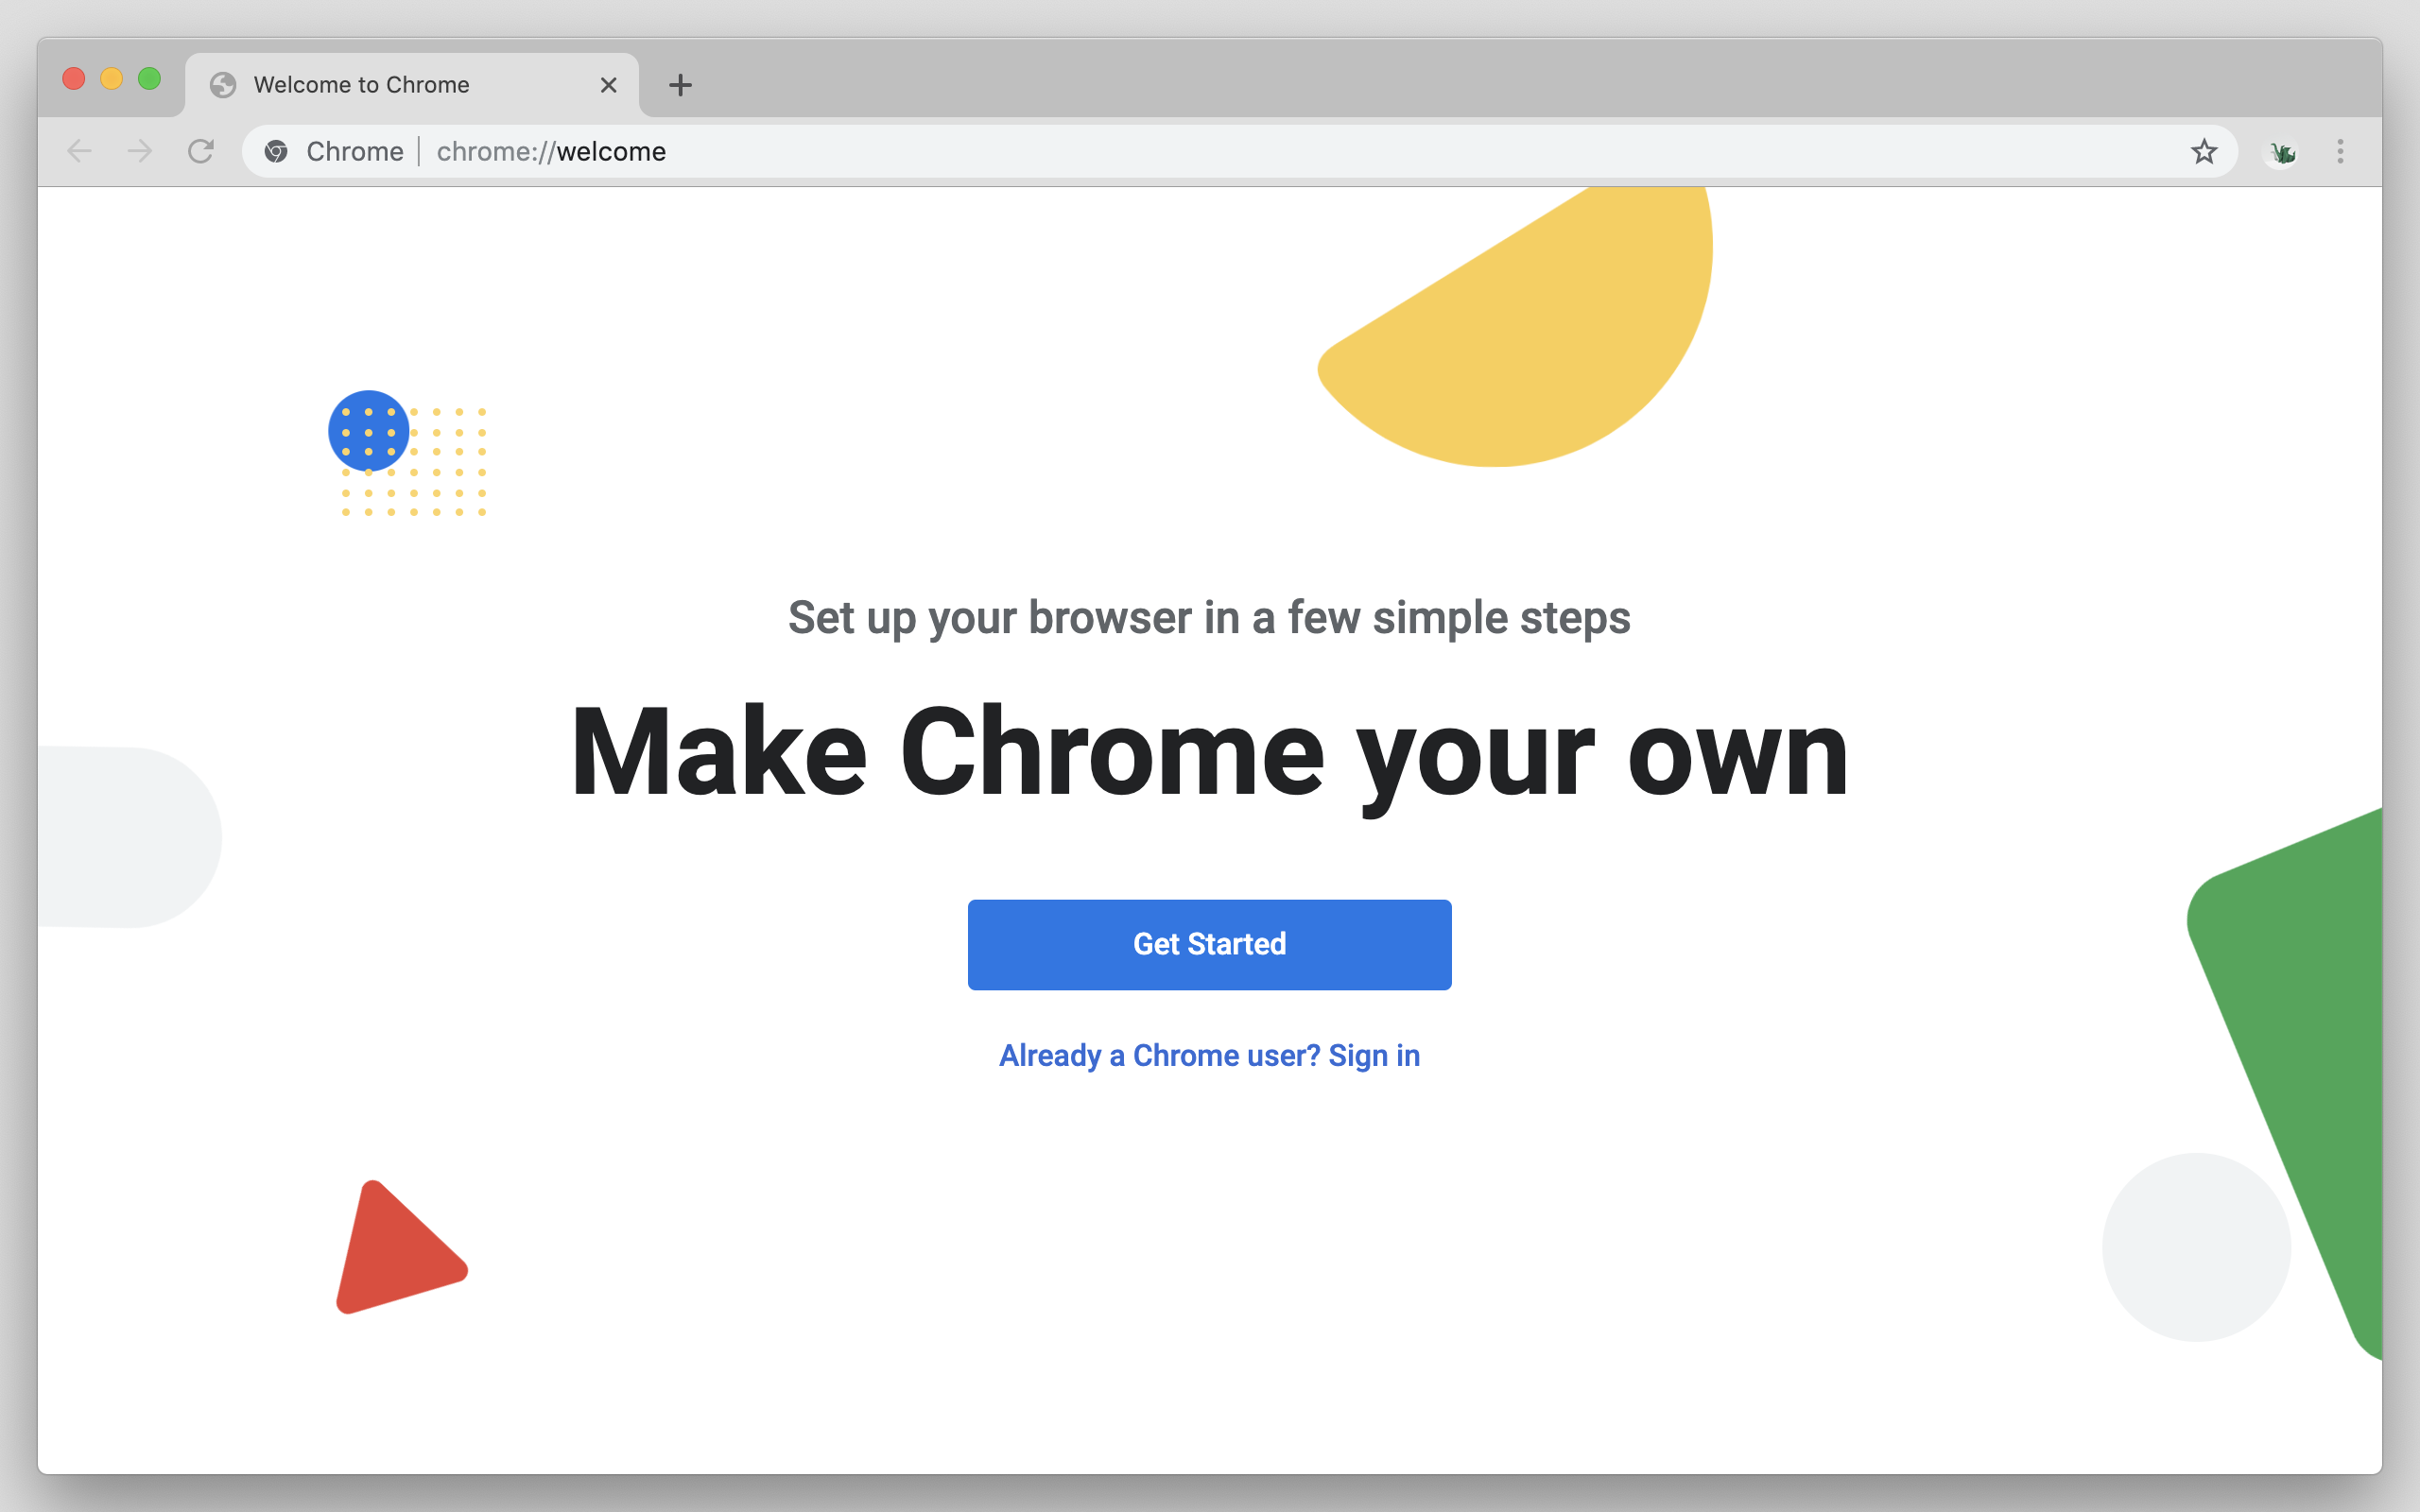 Welcome to Chrome
Chrome
chrome://welcome
Set up your browser in a few simple steps
Make Chrome your own
Get Started
Already a Chrome user? Sign in